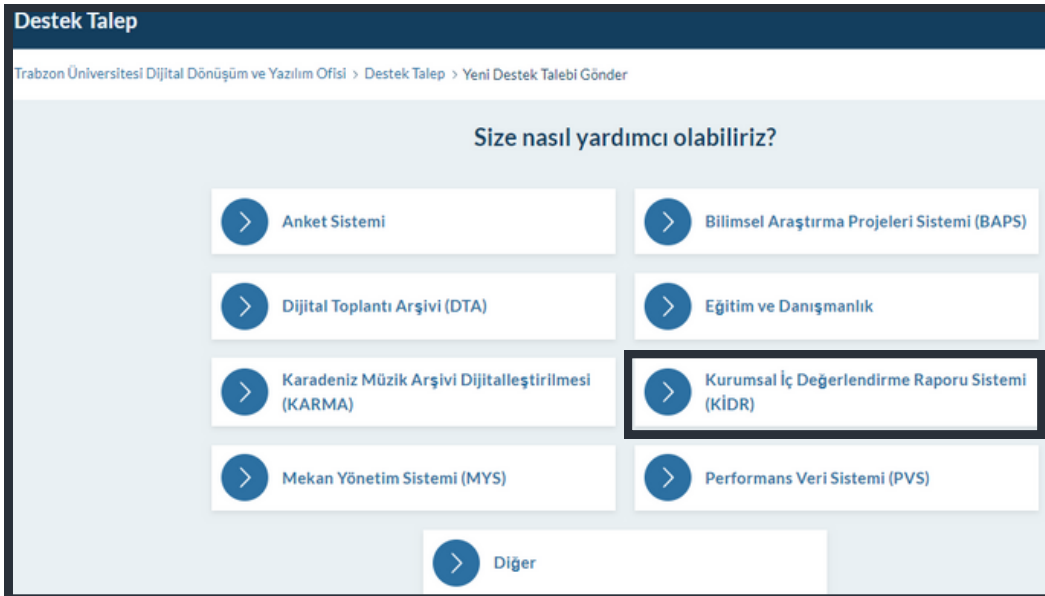 Destek Talep
Trabzon Üniversitesi Dijital Dönüşüm ve Yazılım Ofisi > Destek Talep > Yeni Destek Talebi Gönder
Size nasıl yardımcı olabiliriz?
Anket Sistemi
Bilimsel Araştırma Projeleri Sistemi (BAPS)
Dijital Toplantı Arşivi (DTA)
Eğitim ve Danışmanlık
Karadeniz Müzik Arşivi Dijitalleştirilmesi
(KARMA)
Kurumsal İç Değerlendirme Raporu Sistemi
(KİDR)
Mekan Yönetim Sistemi (MYS)
Performans Veri Sistemi (PVS)
Diğer